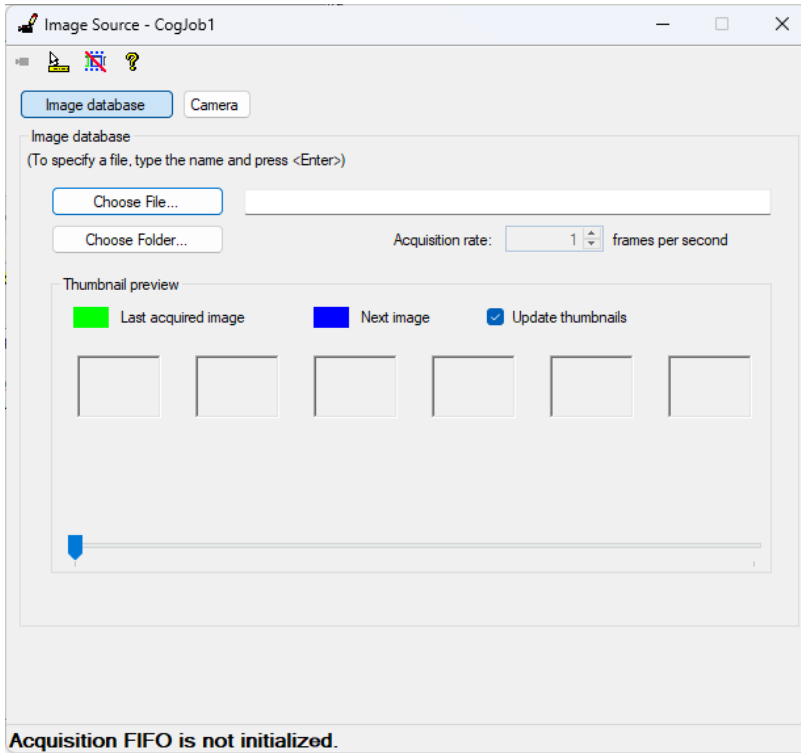 Image Source - CogJob1
Image database
Camera
Image database
(To specify a file, type the name and press <Enter>)
Choose File...
Choose Folder...
Acquisition rate: 1 frames per second
Thumbnail preview
Last acquired image
Next image
Update thumbnails
Acquisition FIFO is not initialized.